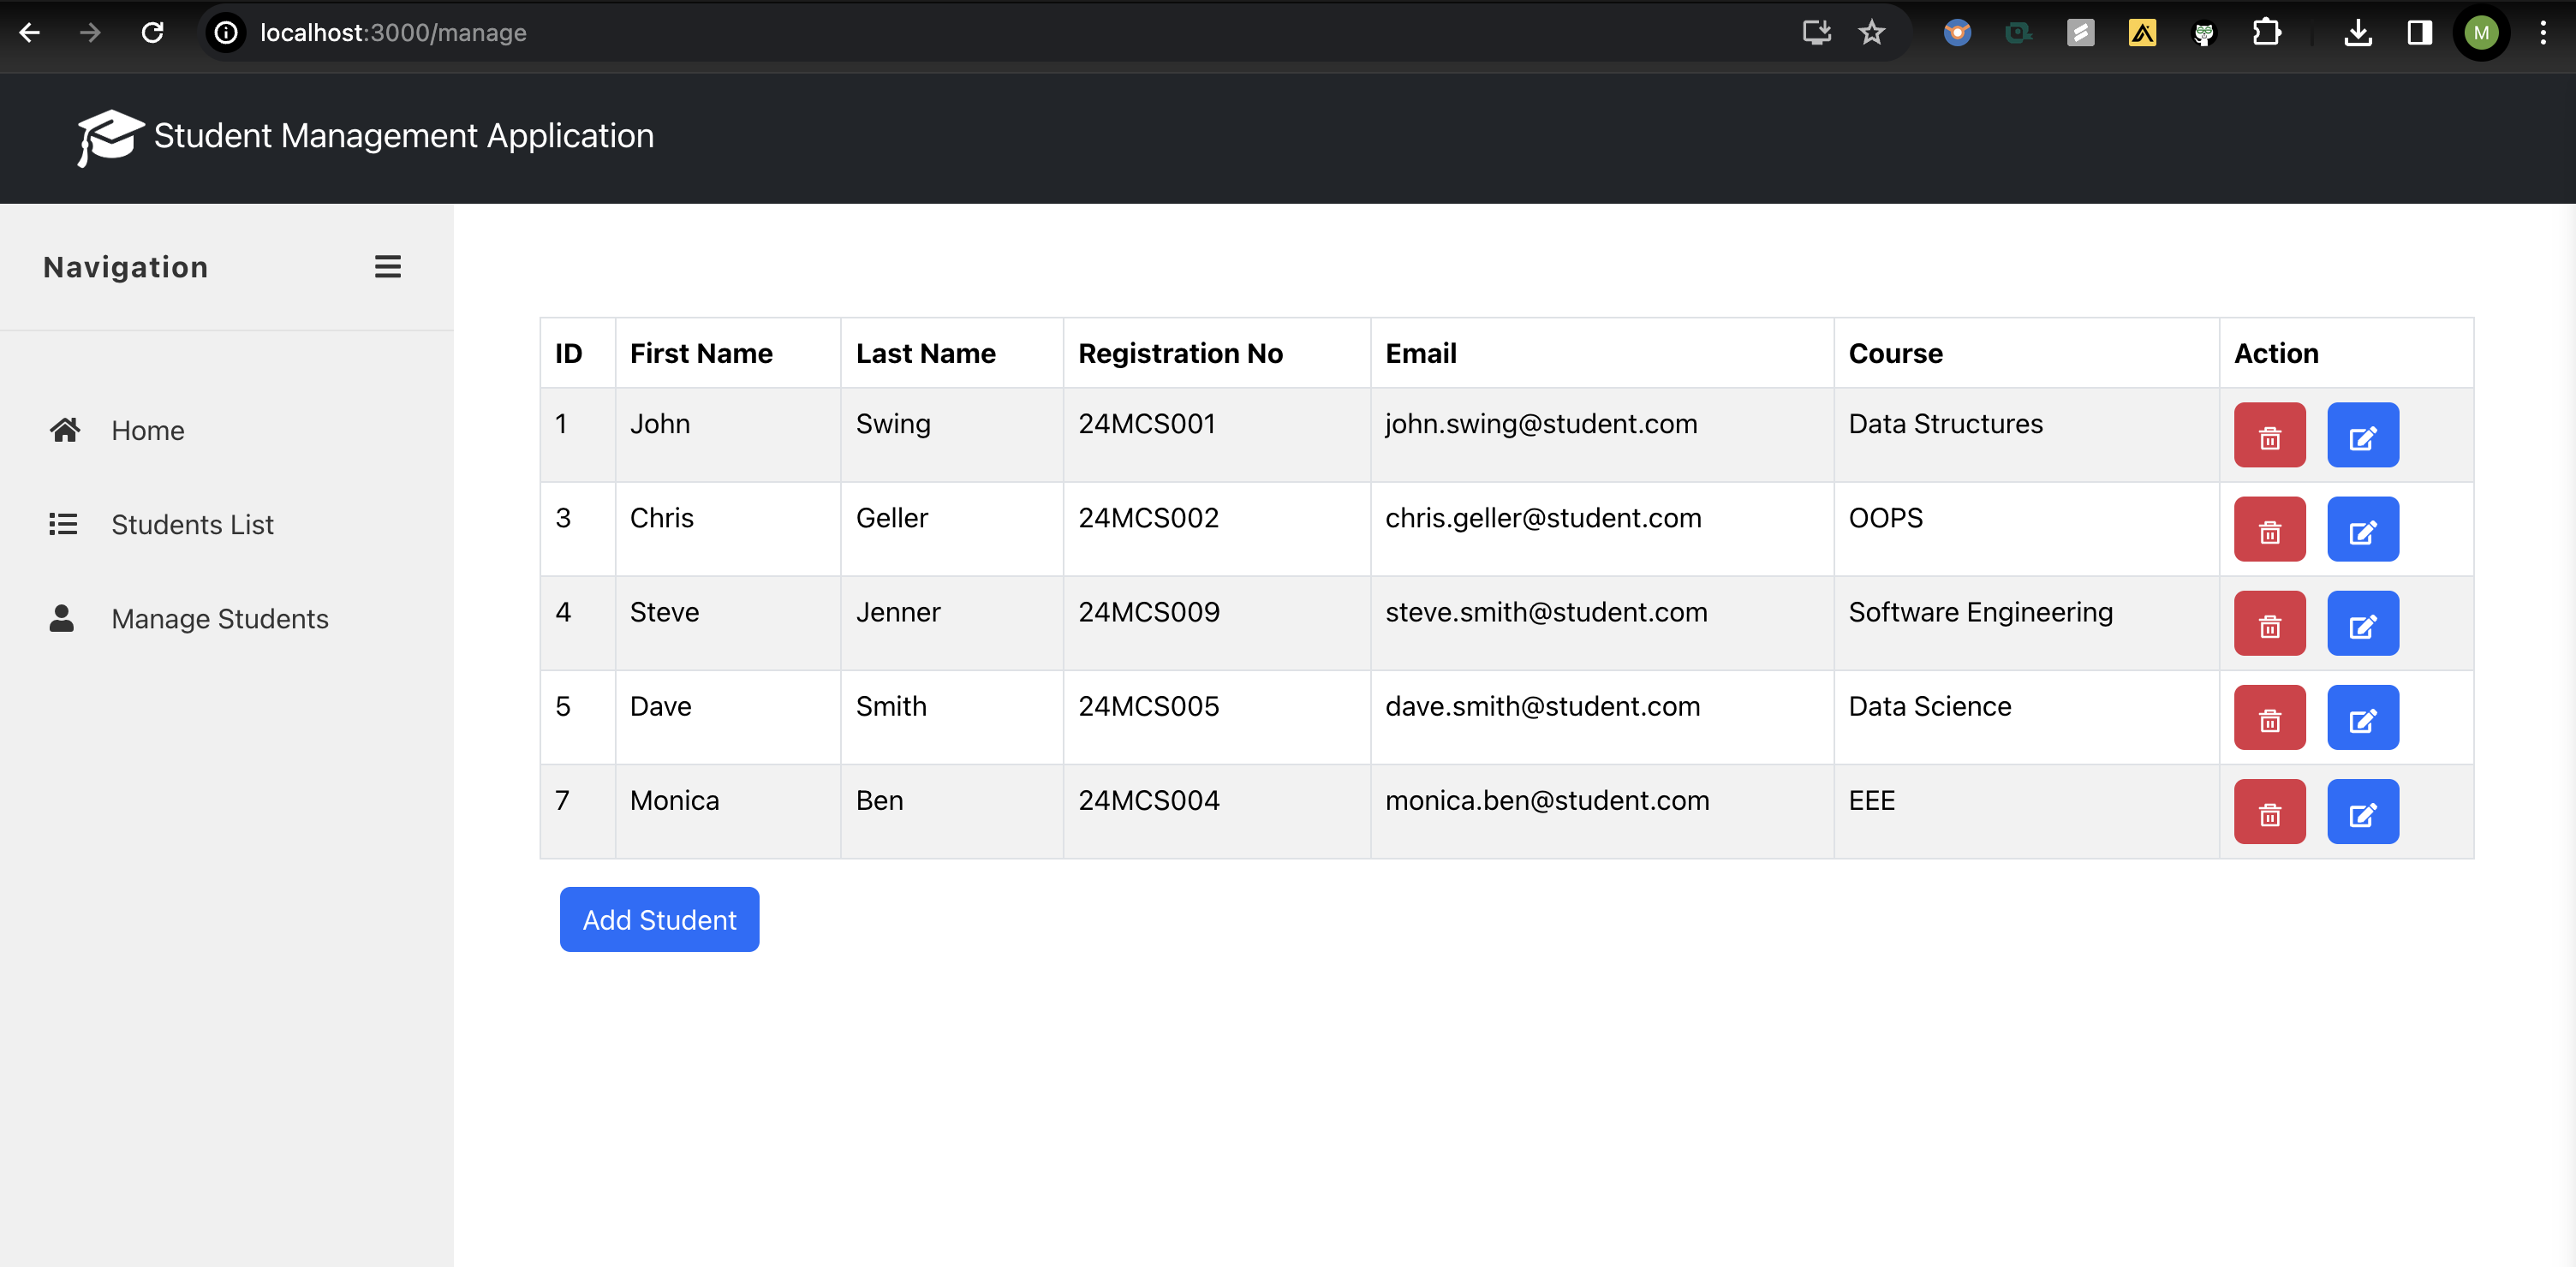 localhost:3000/manage
M
Student Management Application
Navigation
Home
Students List
Manage Students
ID First Name Last Name Registration No Email Course Action
1 John Swing 24MCS001 john.swing@student.com Data Structures
3 Chris Geller 24MCS002 chris.geller@student.com OOPS
4 Steve Jenner 24MCS009 steve.smith@student.com Software Engineering
5 Dave Smith 24MCS005 dave.smith@student.com Data Science
7 Monica Ben 24MCS004 monica.ben@student.com EEE
Add Student